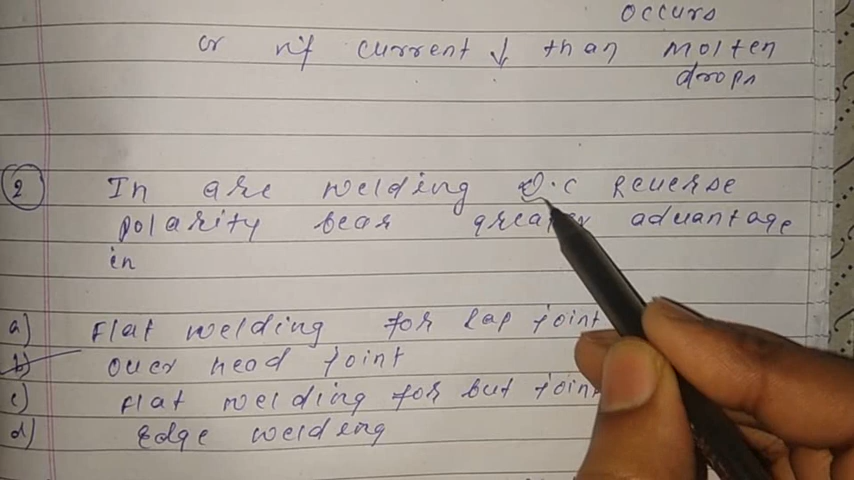 occurs
or if current ↓ than molten
drops
2 In arc welding D.C Reverse
polarity bear greater advantage
in
a) Flat welding for lap joint
b) over head joint
c) Flat welding for but joint
d) Edge welding